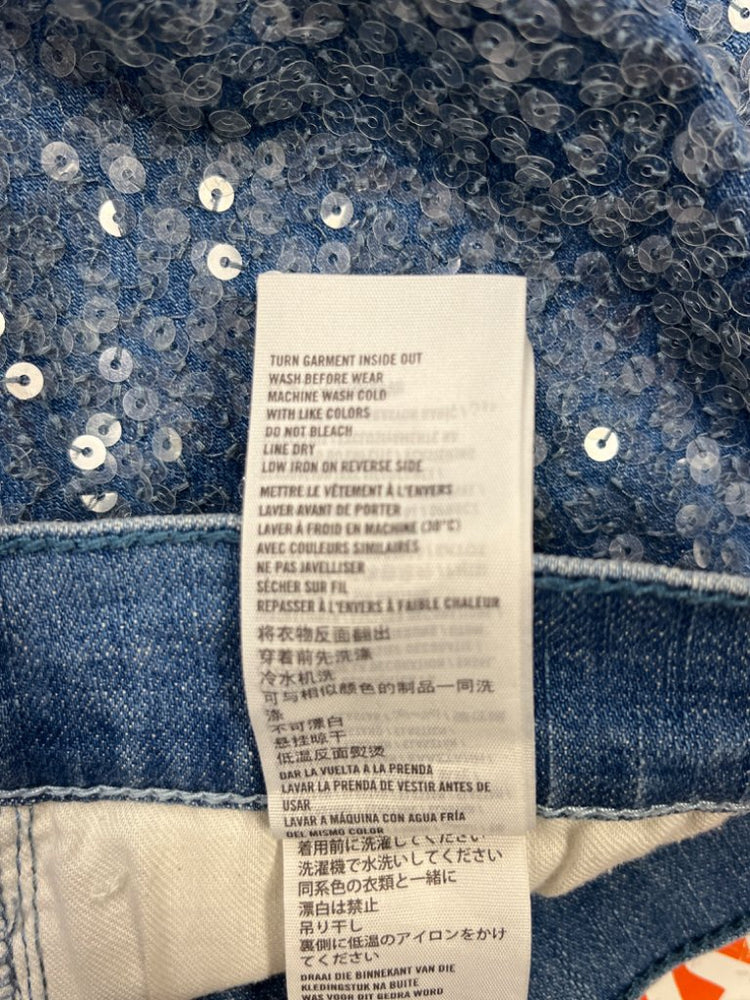 TURN GARMENT INSIDE OUT
WASH BEFORE WEAR
MACHINE WASH COLD
WITH LIKE COLORS
DO NOT BLEACH
LINE DRY
LOW IRON ON REVERSE SIDE
METTRE LE VÊTEMENT À L'ENVERS
LAVER AVANT DE PORTER
LAVER À FROID EN MACHINE (30°C)
AVEC COULEURS SIMILAIRES
NE PAS JAVELLISER
SÉCHER SUR FIL
REPASSER À L'ENVERS À FAIBLE CHALEUR
将衣物反面翻出
穿着前先洗涤
冷水机洗
可与相似颜色的制品一同洗
涤
不可漂白
悬挂晾干
低温反面熨烫
DAR LA VUELTA A LA PRENDA
LAVAR LA PRENDA DE VESTIR ANTES DE
USAR
LAVAR A MÁQUINA CON AGUA FRÍA
DEL MISMO COLOR
着用前に洗濯してください
洗濯機で水洗いしてください
同系色の衣類と一緒に
漂白は禁止
吊り干し
裏側に低温のアイロンをかけ
てください
DRAAI DIE BINNEKANT VAN DIE
KLEDINGSTUK NA BUITE
WAS VOOR DIT GEDRA WORD